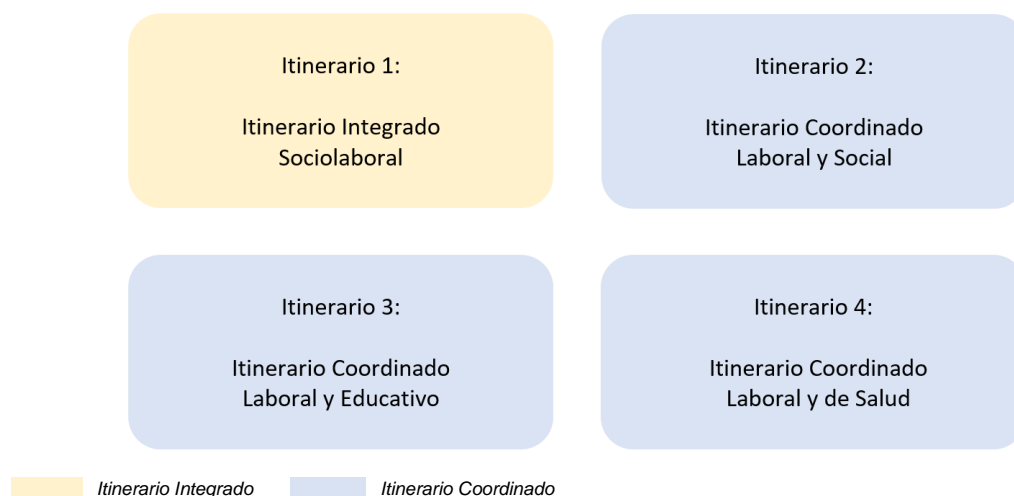 Itinerario 1:
Itinerario Integrado
Sociolaboral
Itinerario 2:
Itinerario Coordinado
Laboral y Social
Itinerario 3:
Itinerario Coordinado
Laboral y Educativo
Itinerario 4:
Itinerario Coordinado
Laboral y de Salud
Itinerario Integrado
Itinerario Coordinado